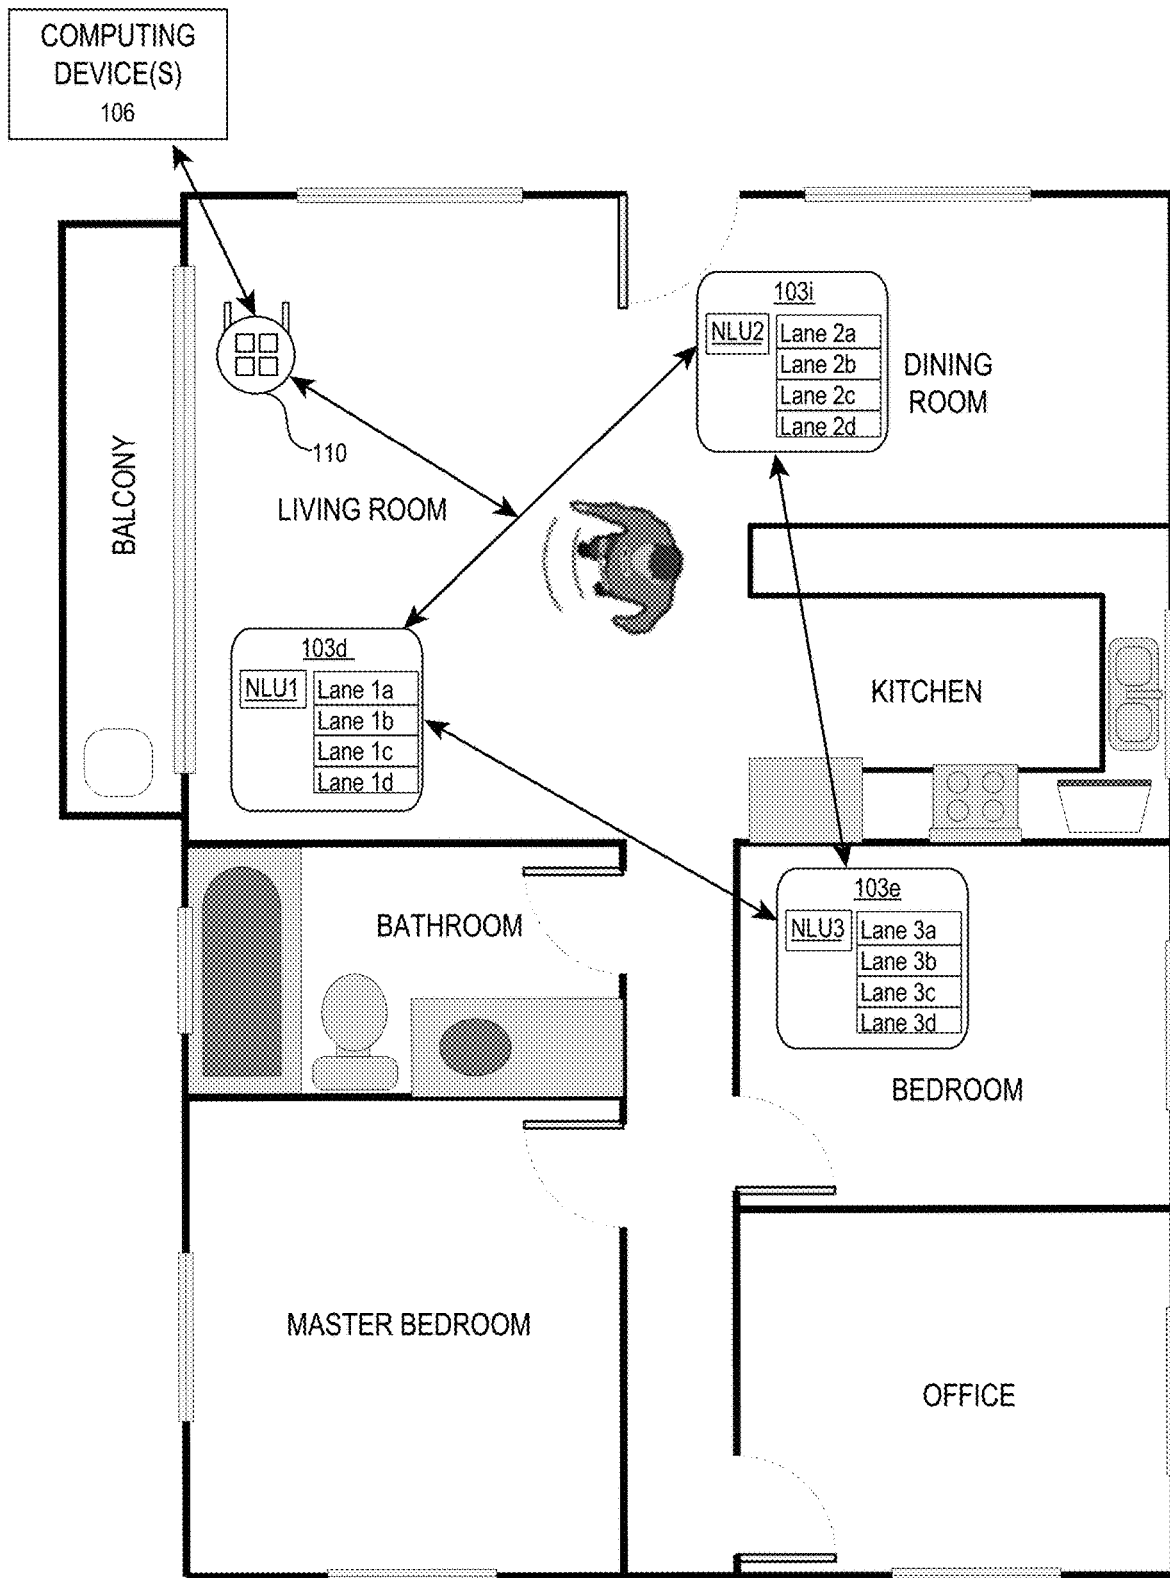 COMPUTING
DEVICE(S)
106
103i
NLU2
Lane 2a
Lane 2b
Lane 2c
Lane 2d
DINING
ROOM
110
BALCONY
LIVING ROOM
103d
NLU1
Lane 1a
Lane 1b
Lane 1c
Lane 1d
KITCHEN
103e
NLU3
Lane 3a
Lane 3b
Lane 3c
Lane 3d
BATHROOM
BEDROOM
MASTER BEDROOM
OFFICE